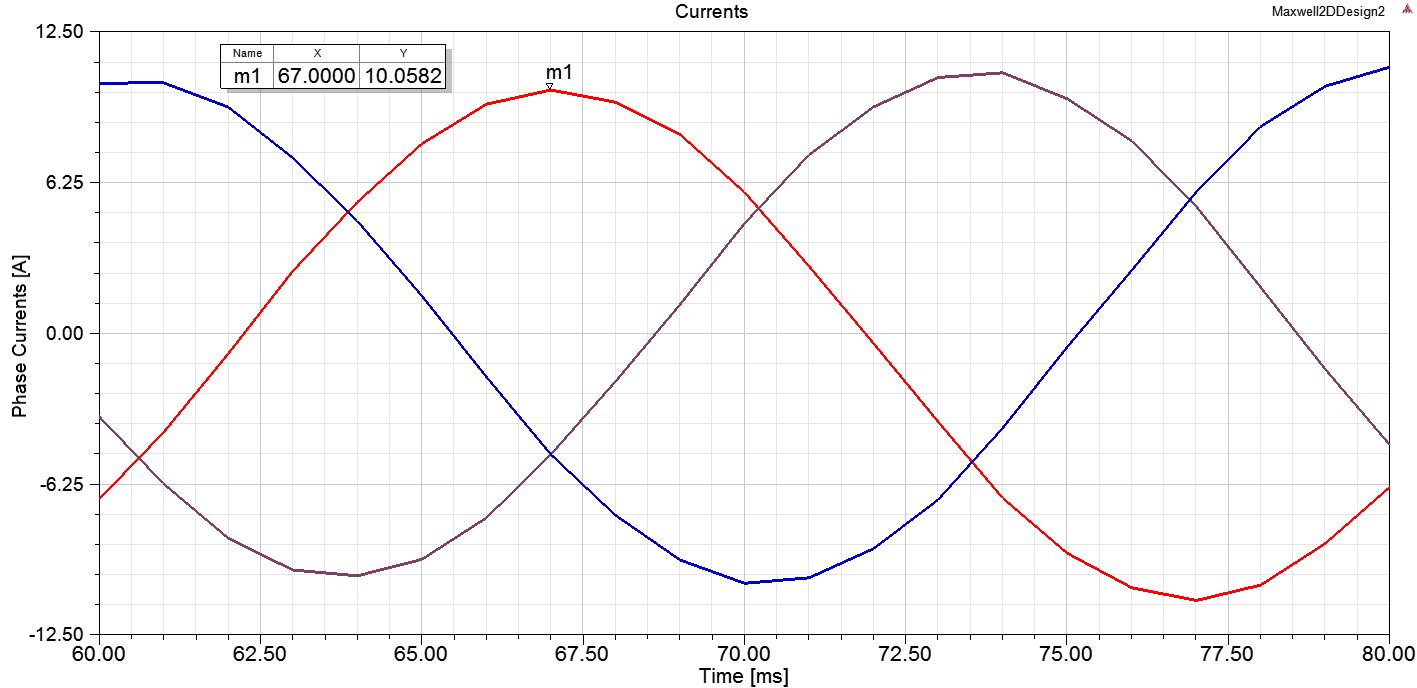 Currents
Maxwell2DDesign2
12.50
Name X Y
m1 67.0000 10.0582
m1
6.25
Phase Currents [A]
0.00
-6.25
-12.50
60.00 62.50 65.00 67.50 70.00 72.50 75.00 77.50 80.00
Time [ms]